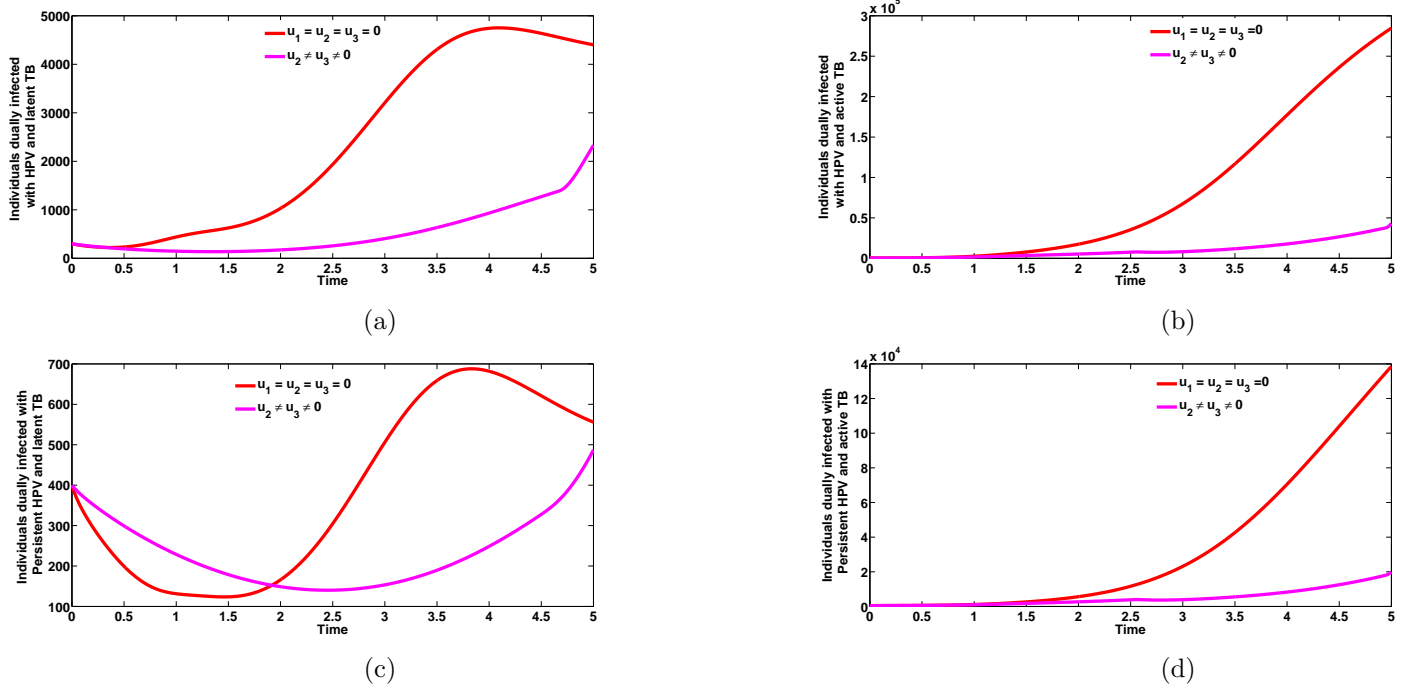 Individuals dually infected
with HPV and latent TB
5000
4000
3000
2000
1000
0
u1 = u2 = u3 = 0
u2 ≠ u3 ≠ 0
0 0.5 1 1.5 2 2.5 3 3.5 4 4.5 5
Time
(a)
Individuals dually infected
with HPV and active TB
x 10^5
3
2.5
2
1.5
1
0.5
0
u1 = u2 = u3 =0
u2 ≠ u3 ≠ 0
0 0.5 1 1.5 2 2.5 3 3.5 4 4.5 5
Time
(b)
Individuals dually infected with
Persistent HPV and latent TB
700
600
500
400
300
200
100
u1 = u2 = u3 = 0
u2 ≠ u3 ≠0
0 0.5 1 1.5 2 2.5 3 3.5 4 4.5 5
Time
(c)
Individuals dually infected with
Persistent HPV and active TB
x 10^4
14
12
10
8
6
4
2
0
u1 = u2 = u3 =0
u2 ≠ u3 ≠ 0
0 0.5 1 1.5 2 2.5 3 3.5 4 4.5 5
Time
(d)